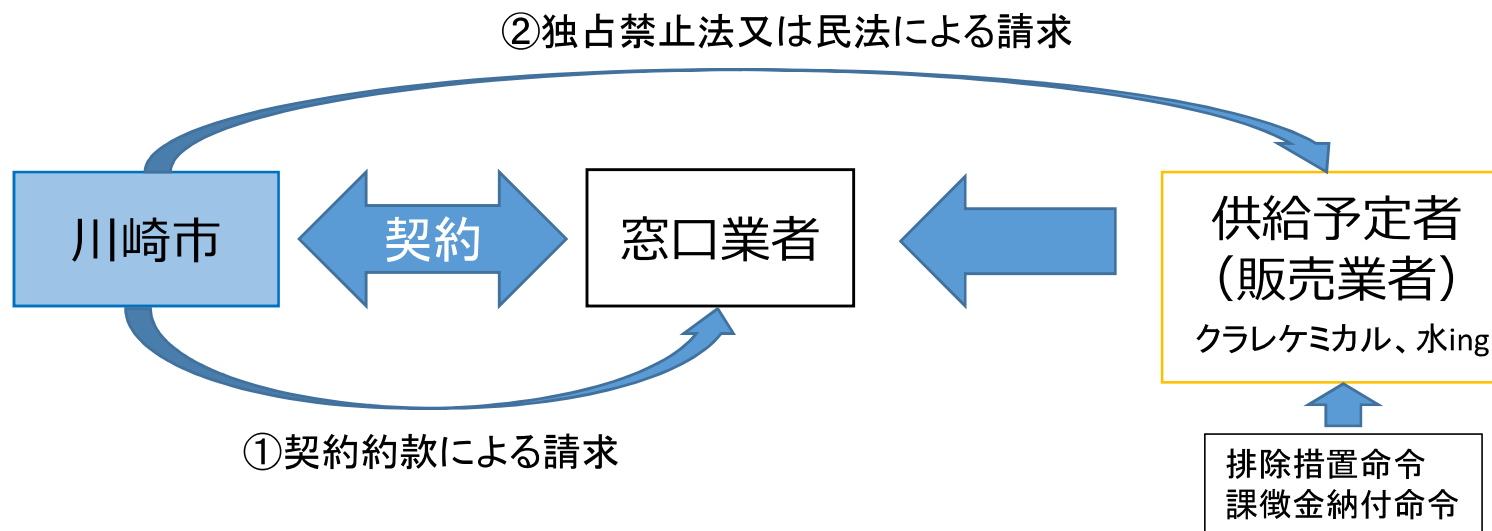 ②独占禁止法又は民法による請求
川崎市
契約
窓口業者
供給予定者
（販売業者）
クラレケミカル、水ing
①契約約款による請求
排除措置命令
課徴金納付命令